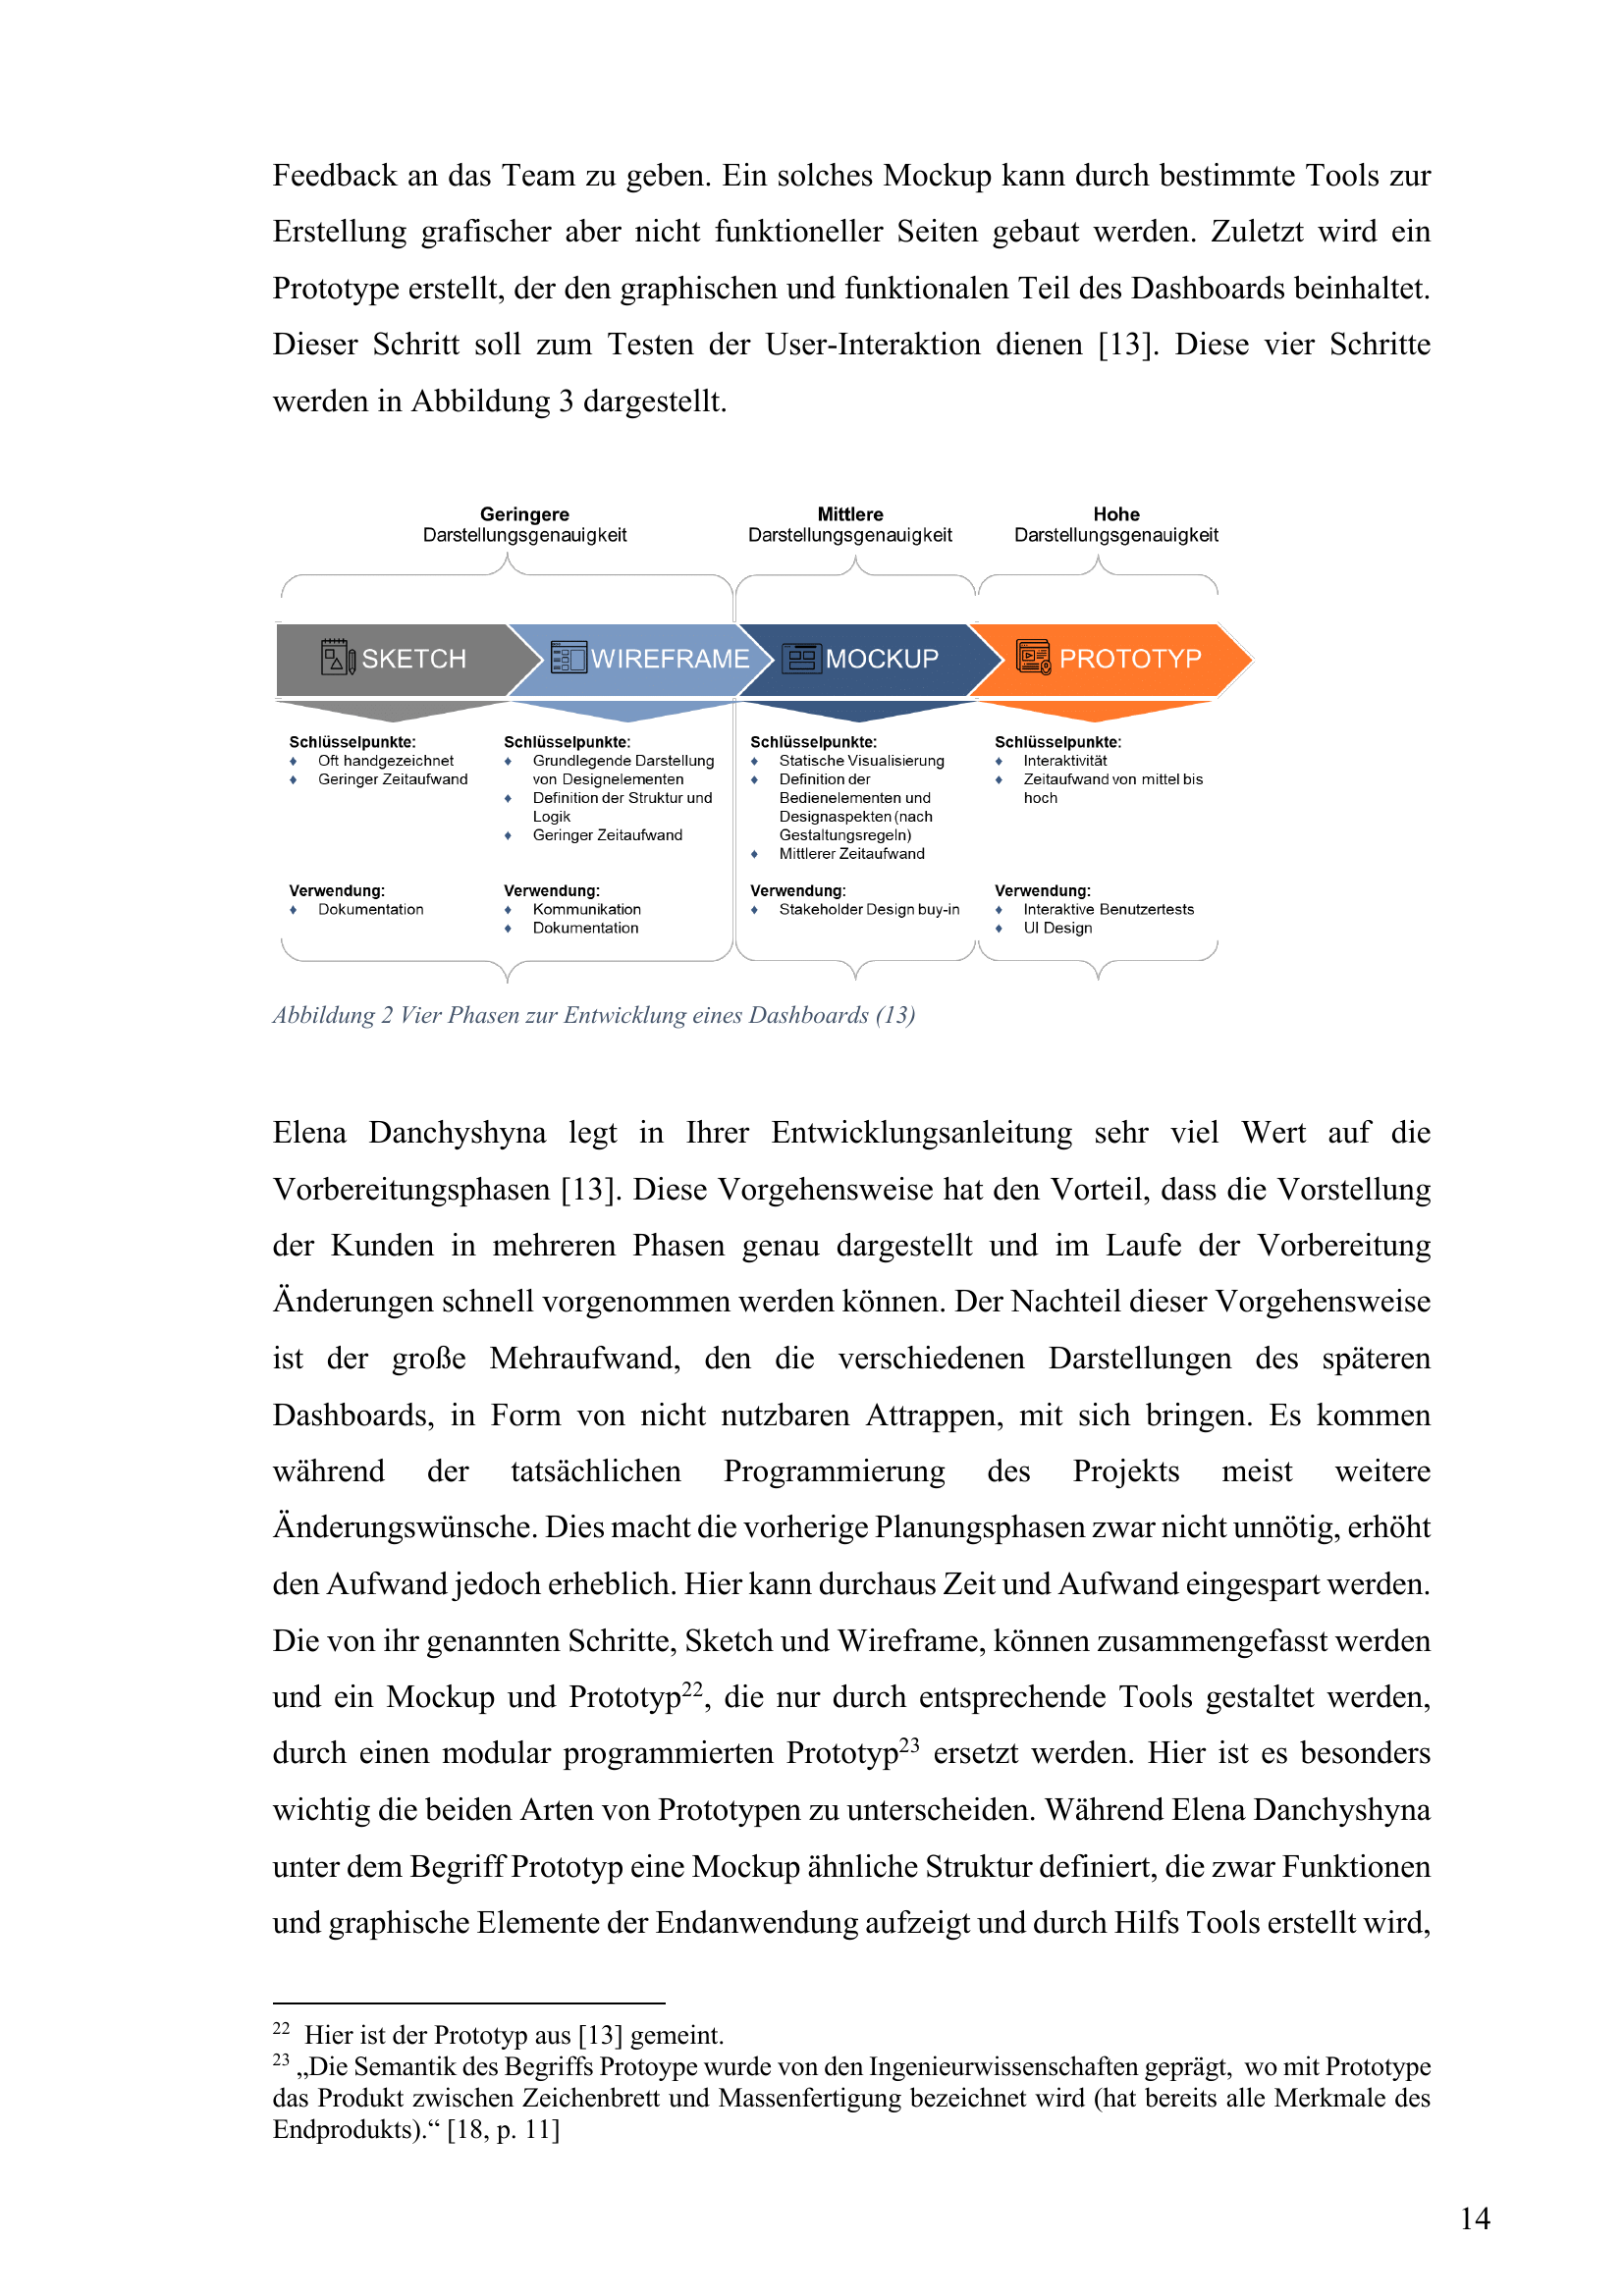 Feedback an das Team zu geben. Ein solches Mockup kann durch bestimmte Tools zur
Erstellung grafischer aber nicht funktioneller Seiten gebaut werden. Zuletzt wird ein
Prototype erstellt, der den graphischen und funktionalen Teil des Dashboards beinhaltet.
Dieser Schritt soll zum Testen der User-Interaktion dienen [13]. Diese vier Schritte
werden in Abbildung 3 dargestellt.
Geringere
Darstellungsgenauigkeit
Mittlere
Darstellungsgenauigkeit
Hohe
Darstellungsgenauigkeit
SKETCH
WIREFRAME
MOCKUP
PROTOTYP
Schlüsselpunkte:
♦ Oft handgezeichnet
♦ Geringer Zeitaufwand
Verwendung:
♦ Dokumentation
Schlüsselpunkte:
♦ Grundlegende Darstellung
von Designelementen
♦ Definition der Struktur und
Logik
♦ Geringer Zeitaufwand
Verwendung:
♦ Kommunikation
♦ Dokumentation
Schlüsselpunkte:
♦ Statische Visualisierung
♦ Definition der
Bedienelementen und
Designaspekten (nach
Gestaltungsregeln)
♦ Mittlerer Zeitaufwand
Verwendung:
♦ Stakeholder Design buy-in
Schlüsselpunkte:
♦ Interaktivität
♦ Zeitaufwand von mittel bis
hoch
Verwendung:
♦ Interaktive Benutzertests
♦ UI Design
Abbildung 2 Vier Phasen zur Entwicklung eines Dashboards (13)
Elena Danchyshyna legt in Ihrer Entwicklungsanleitung sehr viel Wert auf die
Vorbereitungsphasen [13]. Diese Vorgehensweise hat den Vorteil, dass die Vorstellung
der Kunden in mehreren Phasen genau dargestellt und im Laufe der Vorbereitung
Änderungen schnell vorgenommen werden können. Der Nachteil dieser Vorgehensweise
ist der große Mehraufwand, den die verschiedenen Darstellungen des späteren
Dashboards, in Form von nicht nutzbaren Attrappen, mit sich bringen. Es kommen
während der tatsächlichen Programmierung des Projekts meist weitere
Änderungswünsche. Dies macht die vorherige Planungsphasen zwar nicht unnötig, erhöht
den Aufwand jedoch erheblich. Hier kann durchaus Zeit und Aufwand eingespart werden.
Die von ihr genannten Schritte, Sketch und Wireframe, können zusammengefasst werden
und ein Mockup und Prototyp22, die nur durch entsprechende Tools gestaltet werden,
durch einen modular programmierten Prototyp23 ersetzt werden. Hier ist es besonders
wichtig die beiden Arten von Prototypen zu unterscheiden. Während Elena Danchyshyna
unter dem Begriff Prototyp eine Mockup ähnliche Struktur definiert, die zwar Funktionen
und graphische Elemente der Endanwendung aufzeigt und durch Hilfs Tools erstellt wird,
22 Hier ist der Prototyp aus [13] gemeint.
23 „Die Semantik des Begriffs Protoype wurde von den Ingenieurwissenschaften geprägt, wo mit Prototype
das Produkt zwischen Zeichenbrett und Massenfertigung bezeichnet wird (hat bereits alle Merkmale des
Endprodukts).“ [18, p. 11]
14